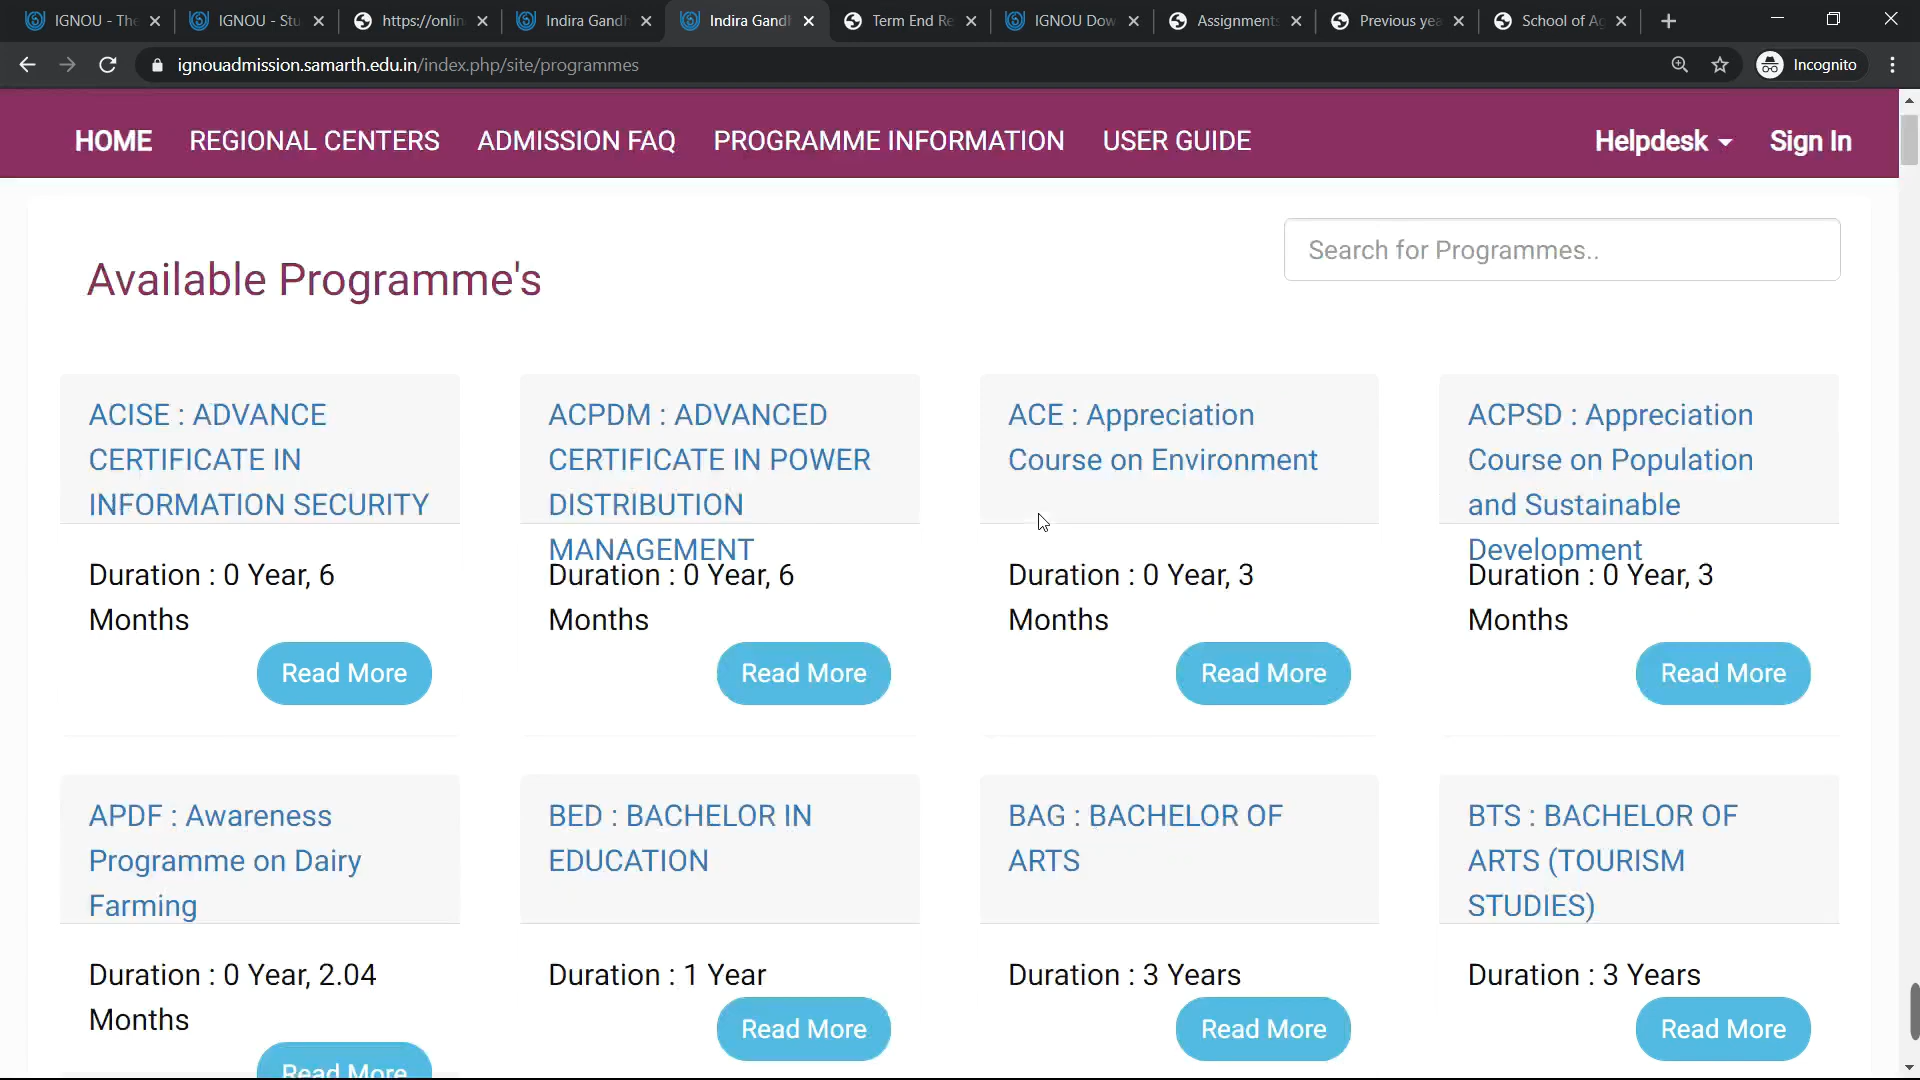 IGNOU - The
IGNOU - Stu
https://onlin
Indira Gandh
Indira Gandh
Term End Re
IGNOU Dow
Assignments
Previous yea
School of Ag
ignouadmission.samarth.edu.in/index.php/site/programmes
Incognito
HOME
REGIONAL CENTERS
ADMISSION FAQ
PROGRAMME INFORMATION
USER GUIDE
Helpdesk
Sign In
Search for Programmes..
Available Programme's
ACISE : ADVANCE
CERTIFICATE IN
INFORMATION SECURITY
Duration : 0 Year, 6
Months
Read More
ACPDM : ADVANCED
CERTIFICATE IN POWER
DISTRIBUTION
MANAGEMENT
Duration : 0 Year, 6
Months
Read More
ACE : Appreciation
Course on Environment
Duration : 0 Year, 3
Months
Read More
ACPSD : Appreciation
Course on Population
and Sustainable
Development
Duration : 0 Year, 3
Months
Read More
APDF : Awareness
Programme on Dairy
Farming
Duration : 0 Year, 2.04
Months
Read More
BED : BACHELOR IN
EDUCATION
Duration : 1 Year
Read More
BAG : BACHELOR OF
ARTS
Duration : 3 Years
Read More
BTS : BACHELOR OF
ARTS (TOURISM
STUDIES)
Duration : 3 Years
Read More